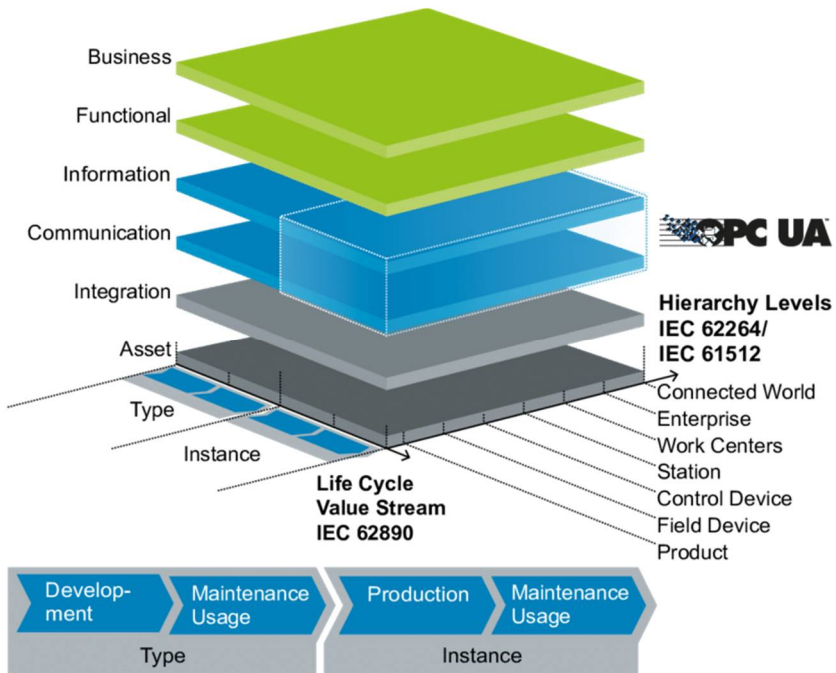 Business
Functional
Information
Communication
Integration
Asset
OPC UA
Hierarchy Levels
IEC 62264/
IEC 61512
Connected World
Enterprise
Work Centers
Station
Control Device
Field Device
Product
Type
Instance
Life Cycle
Value Stream
IEC 62890
Develop-
ment
Maintenance
Usage
Production
Maintenance
Usage
Type
Instance